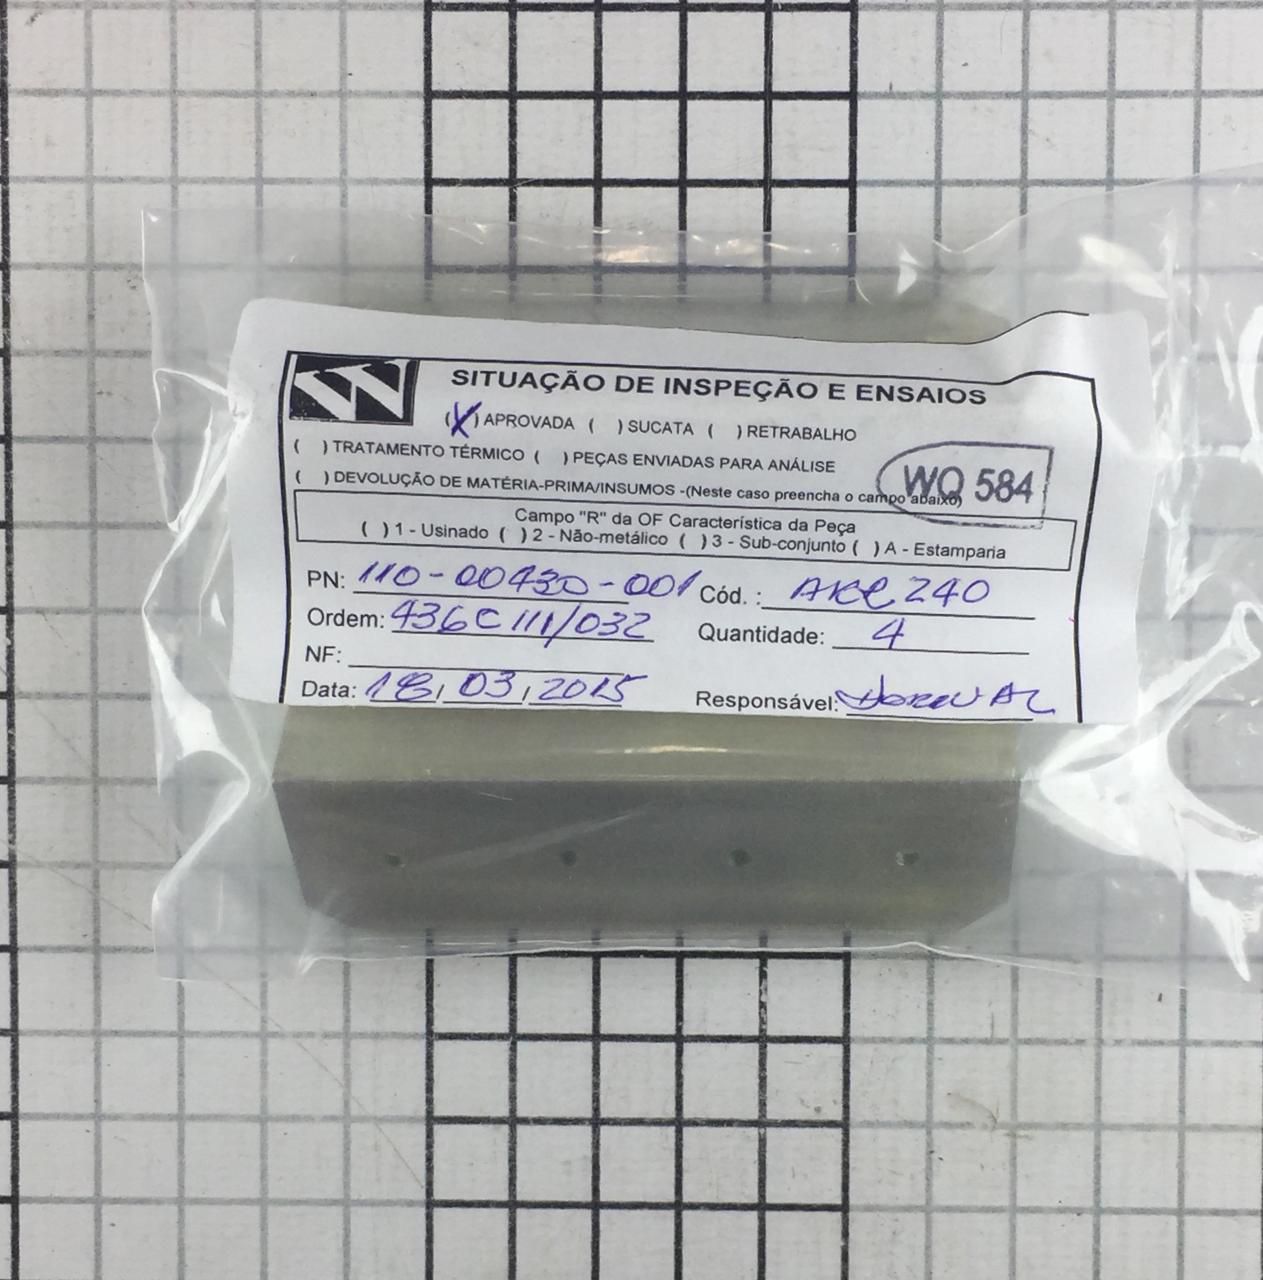 W
SITUAÇÃO DE INSPEÇÃO E ENSAIOS
(X) APROVADA ( ) SUCATA ( ) RETRABALHO
( ) TRATAMENTO TÉRMICO ( ) PEÇAS ENVIADAS PARA ANÁLISE
( ) DEVOLUÇÃO DE MATÉRIA-PRIMA/INSUMOS -(Neste caso preencha o campo abaixo)
WQ 584
Campo "R" da OF Característica da Peça
( ) 1 - Usinado ( ) 2 - Não-metálico ( ) 3 - Sub-conjunto ( ) A - Estamparia
PN: 110-00430-001 Cód. : 240
Ordem: 436C111/032 Quantidade: 4
NF:
Data: 18/03/2015 Responsável: